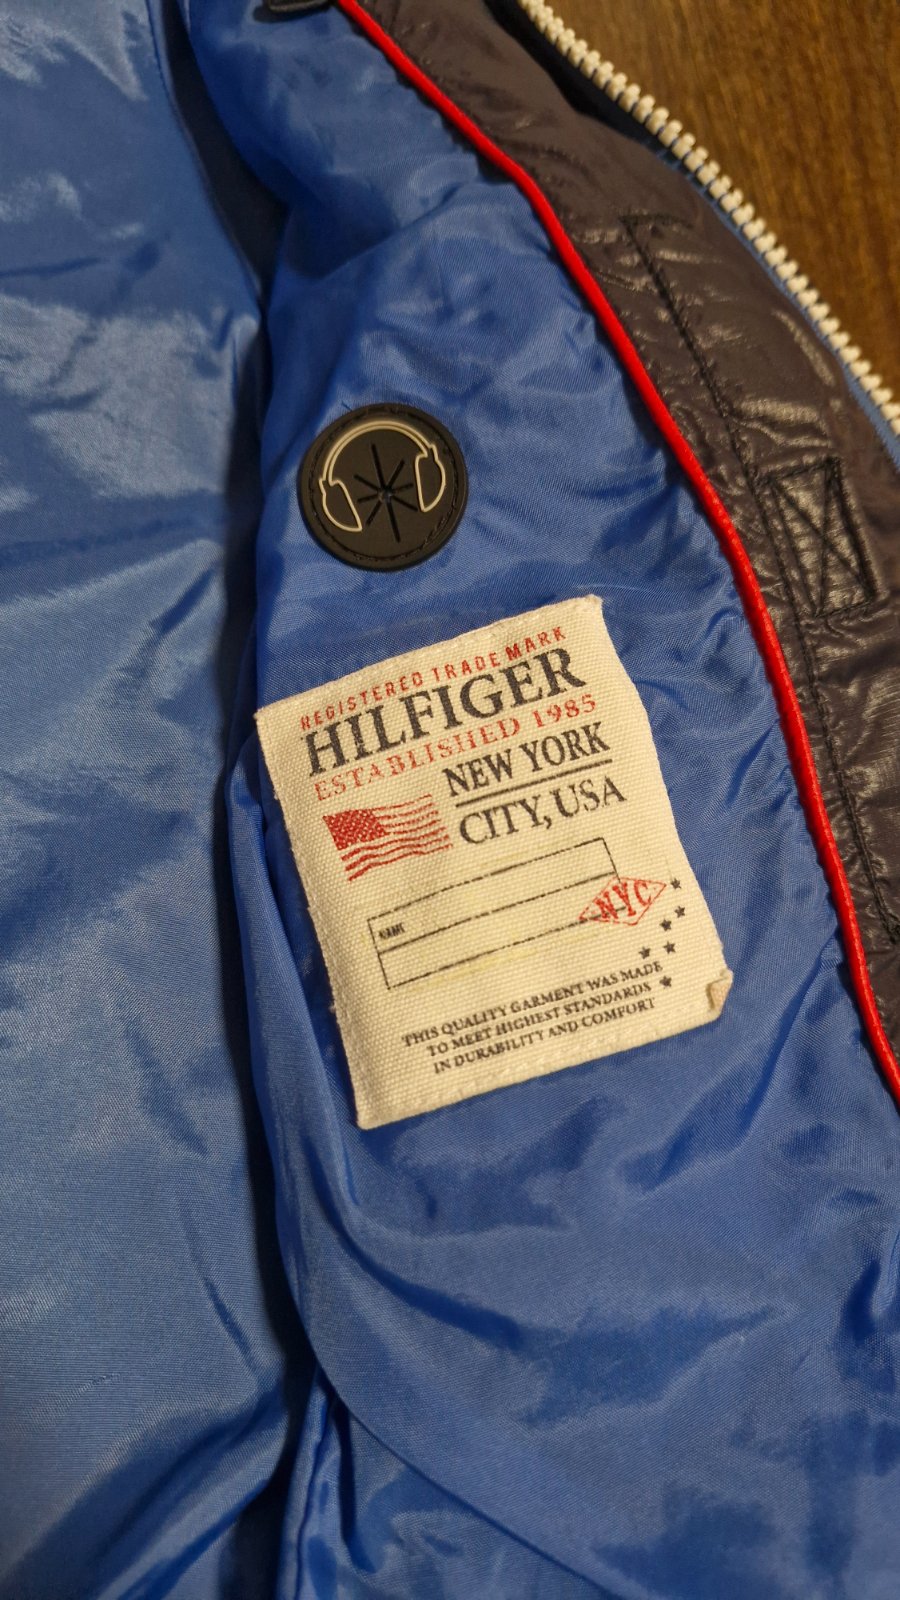 REGISTERED TRADE MARK
HILFIGER
ESTABLISHED 1985
NEW YORK
CITY, USA
NAME
NYC
THIS QUALITY GARMENT WAS MADE
TO MEET HIGHEST STANDARDS
IN DURABILITY AND COMFORT